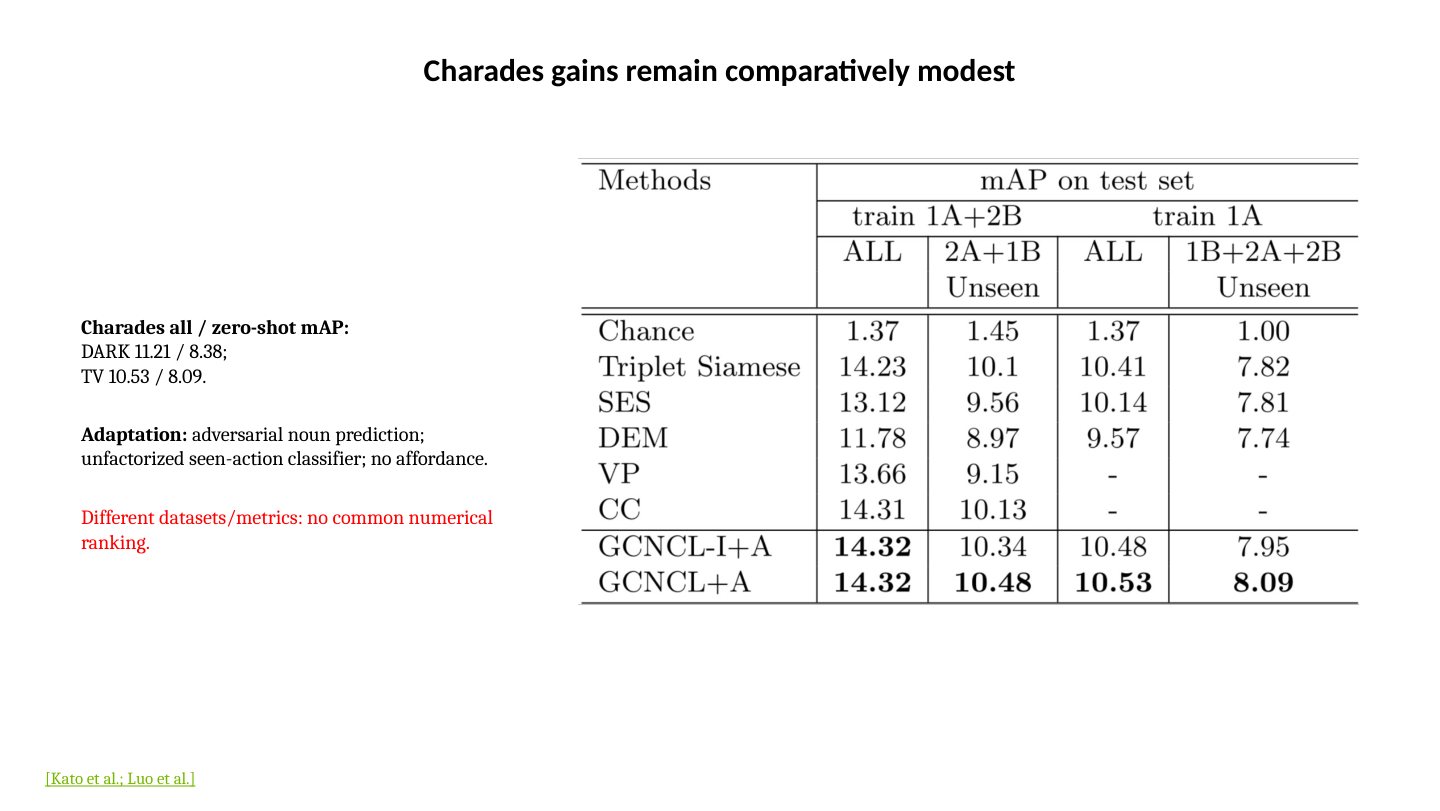 Charades gains remain comparatively modest
Charades all / zero-shot mAP:
DARK 11.21 / 8.38;
TV 10.53 / 8.09.
Adaptation: adversarial noun prediction;
unfactorized seen-action classifier; no affordance.
Different datasets/metrics: no common numerical
ranking.
Methods mAP on test set
train 1A+2B train 1A
ALL 2A+1B ALL 1B+2A+2B
Unseen Unseen
Chance 1.37 1.45 1.37 1.00
Triplet Siamese 14.23 10.1 10.41 7.82
SES 13.12 9.56 10.14 7.81
DEM 11.78 8.97 9.57 7.74
VP 13.66 9.15 - -
CC 14.31 10.13 - -
GCNCL-I+A 14.32 10.34 10.48 7.95
GCNCL+A 14.32 10.48 10.53 8.09
[Kato et al.; Luo et al.]